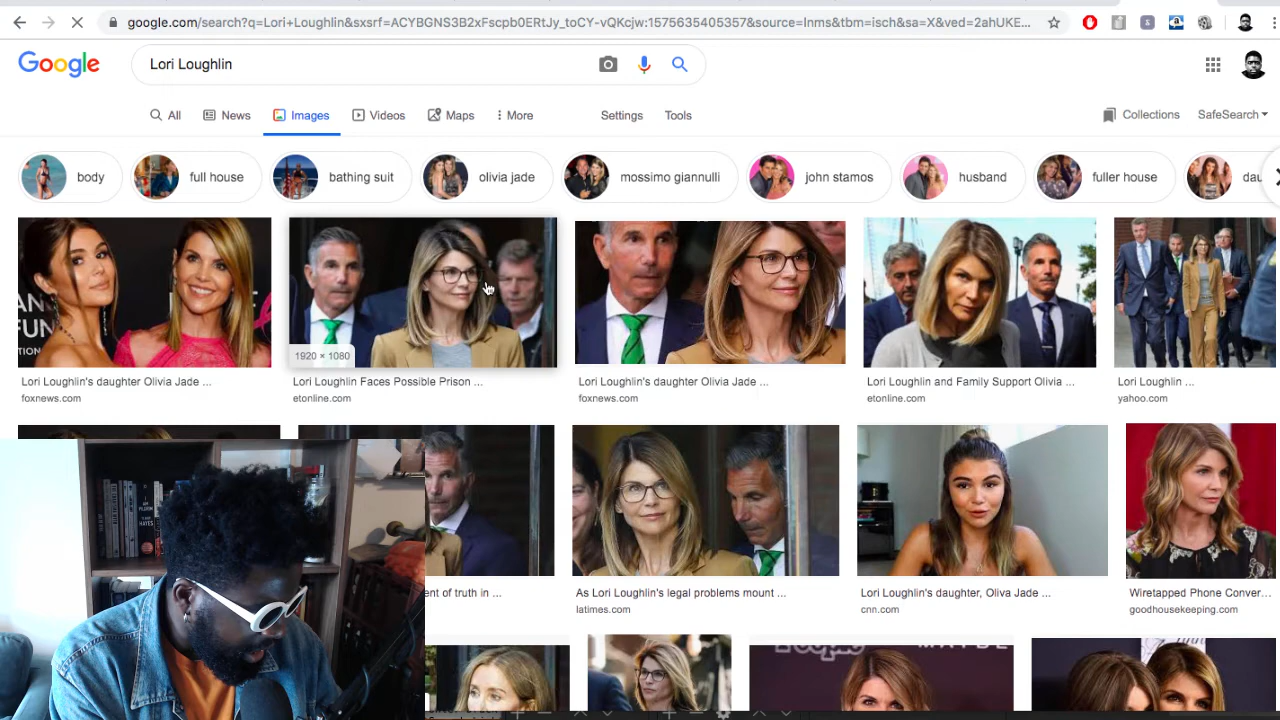 google.com/search?q=Lori+Loughlin&sxsrf=ACYBGNS3B2xFscpb0ERtJy_toCY-vQKcjw:1575635405357&source=lnms&tbm=isch&sa=X&ved=2ahUKE...
Google
Lori Loughlin
All News Images Videos Maps More Settings Tools Collections SafeSearch
body full house bathing suit olivia jade mossimo giannulli john stamos husband fuller house
1920 × 1080
Lori Loughlin's daughter Olivia Jade ... Lori Loughlin Faces Possible Prison ... Lori Loughlin's daughter Olivia Jade ... Lori Loughlin and Family Support Olivia ... Lori Loughlin ...
foxnews.com etonline.com foxnews.com etonline.com yahoo.com
ent of truth in ... As Lori Loughlin's legal problems mount ... Lori Loughlin's daughter, Oliva Jade ... Wiretapped Phone Conver...
latimes.com cnn.com goodhousekeeping.com